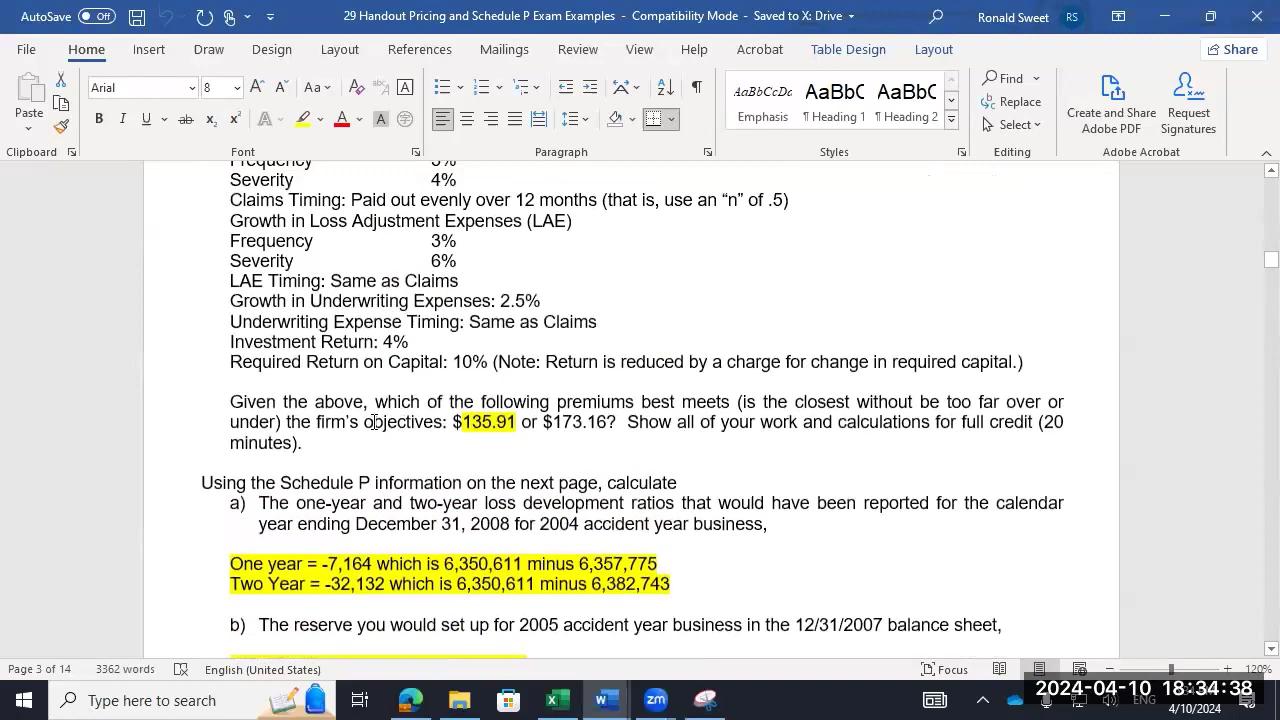 AutoSave Off 29 Handout Pricing and Schedule P Exam Examples - Compatibility Mode - Saved to X: Drive Ronald Sweet RS
File Home Insert Draw Design Layout References Mailings Review View Help Acrobat Table Design Layout Share
Paste
Arial 8
AaBbCcDc AaBbC AaBbC
Emphasis ¶ Heading 1 ¶ Heading 2
Find
Replace
Select
Create and Share Adobe PDF
Request Signatures
Clipboard Font Paragraph Styles Editing Adobe Acrobat
Frequency 3%
Severity 4%
Claims Timing: Paid out evenly over 12 months (that is, use an “n” of .5)
Growth in Loss Adjustment Expenses (LAE)
Frequency 3%
Severity 6%
LAE Timing: Same as Claims
Growth in Underwriting Expenses: 2.5%
Underwriting Expense Timing: Same as Claims
Investment Return: 4%
Required Return on Capital: 10% (Note: Return is reduced by a charge for change in required capital.)
Given the above, which of the following premiums best meets (is the closest without be too far over or
under) the firm’s objectives: $135.91 or $173.16? Show all of your work and calculations for full credit (20
minutes).
Using the Schedule P information on the next page, calculate
a) The one-year and two-year loss development ratios that would have been reported for the calendar
year ending December 31, 2008 for 2004 accident year business,
One year = -7,164 which is 6,350,611 minus 6,357,775
Two Year = -32,132 which is 6,350,611 minus 6,382,743
b) The reserve you would set up for 2005 accident year business in the 12/31/2007 balance sheet,
Page 3 of 14 3362 words English (United States) Focus 120%
Type here to search
2024-04-10 18:34:38
ENG
4/10/2024